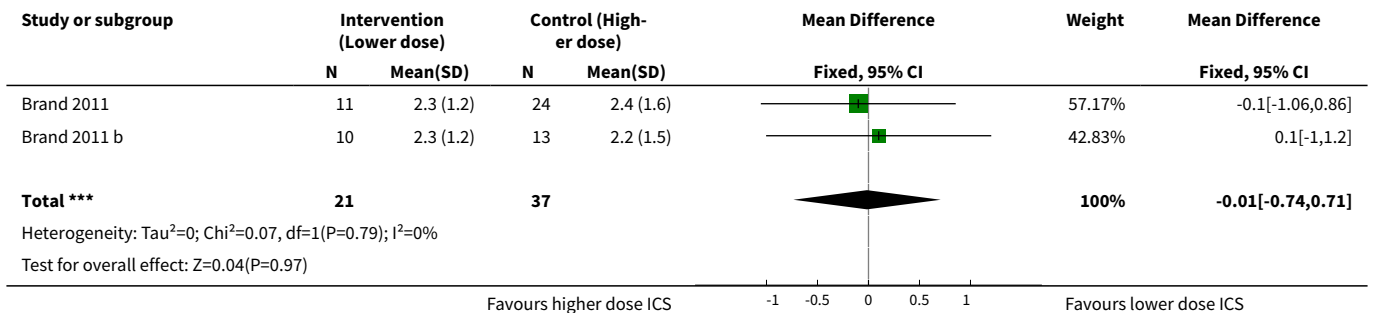 Study or subgroup Intervention (Lower dose) Control (High-er dose) Mean Difference Weight Mean Difference
N Mean(SD) N Mean(SD) Fixed, 95% CI Fixed, 95% CI
Brand 2011 11 2.3 (1.2) 24 2.4 (1.6) 57.17% -0.1[-1.06,0.86]
Brand 2011 b 10 2.3 (1.2) 13 2.2 (1.5) 42.83% 0.1[-1,1.2]
Total *** 21 37 100% -0.01[-0.74,0.71]
Heterogeneity: Tau²=0; Chi²=0.07, df=1(P=0.79); I²=0%
Test for overall effect: Z=0.04(P=0.97)
Favours higher dose ICS -1 -0.5 0 0.5 1 Favours lower dose ICS